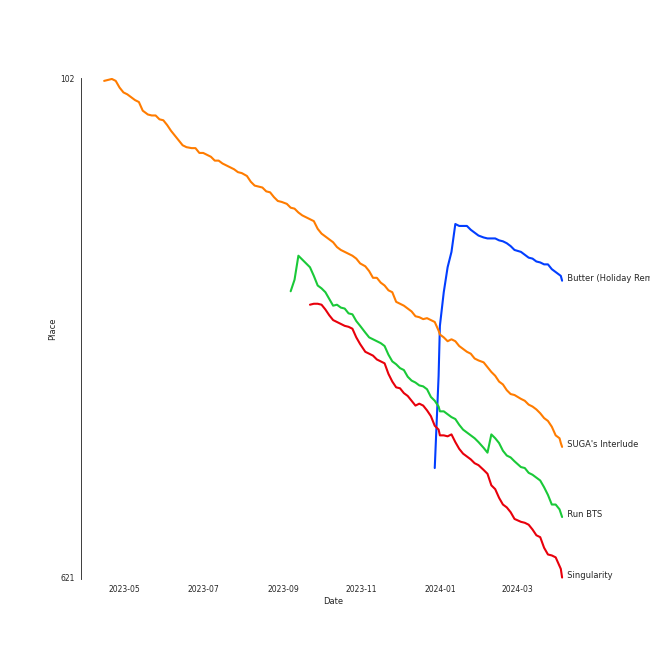 102
Butter (Holiday Rem
Place
SUGA's Interlude
Run BTS
Singularity
621
2023-05 2023-07 2023-09 2023-11 2024-01 2024-03
Date